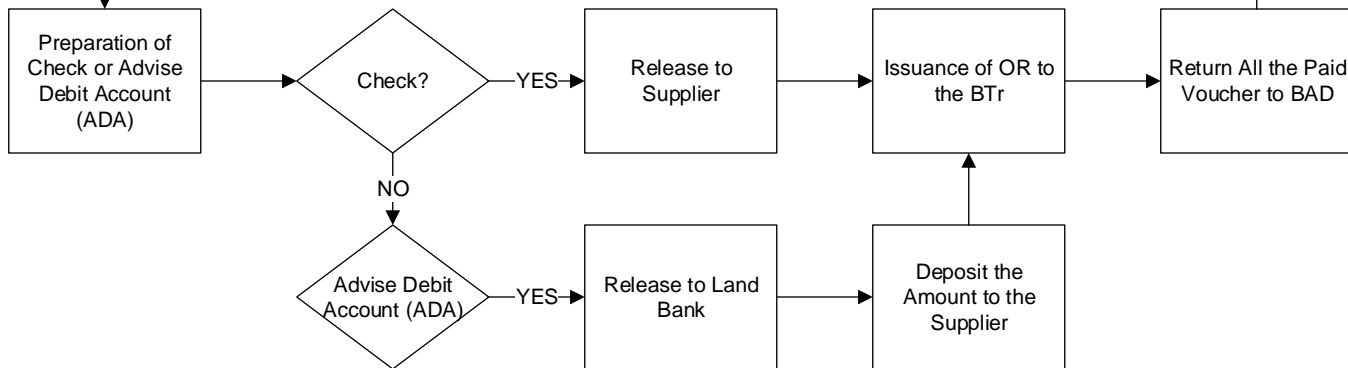 Preparation of
Check or Advise
Debit Account
(ADA)
Check?
YES
Release to
Supplier
Issuance of OR to
the BTr
Return All the Paid
Voucher to BAD
NO
Advise Debit
Account (ADA)
YES
Release to Land
Bank
Deposit the
Amount to the
Supplier